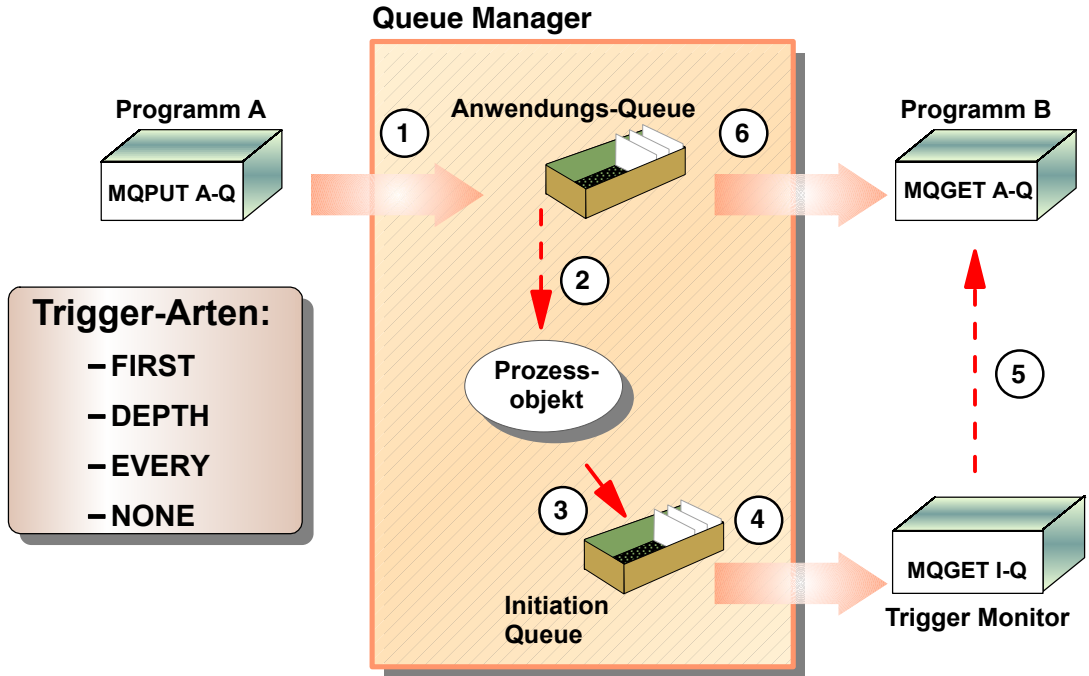 Queue Manager
Programm A
MQPUT A-Q
1
Anwendungs-Queue
6
Programm B
MQGET A-Q
2
Trigger-Arten:
– FIRST
– DEPTH
– EVERY
– NONE
Prozess-
objekt
5
3
4
Initiation
Queue
MQGET I-Q
Trigger Monitor